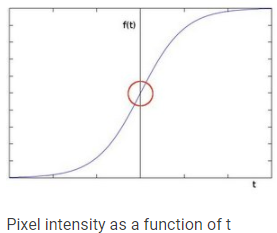 f(t)
t
Pixel intensity as a function of t